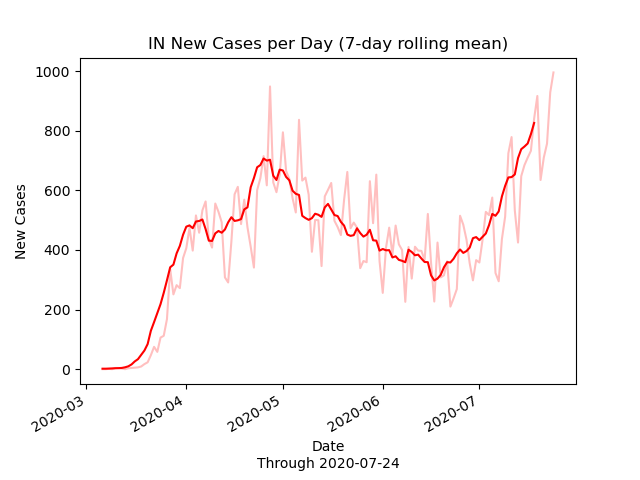 IN New Cases per Day (7-day rolling mean)
New Cases
1000
800
600
400
200
0
2020-03
2020-04
2020-05
2020-06
2020-07
Date
Through 2020-07-24